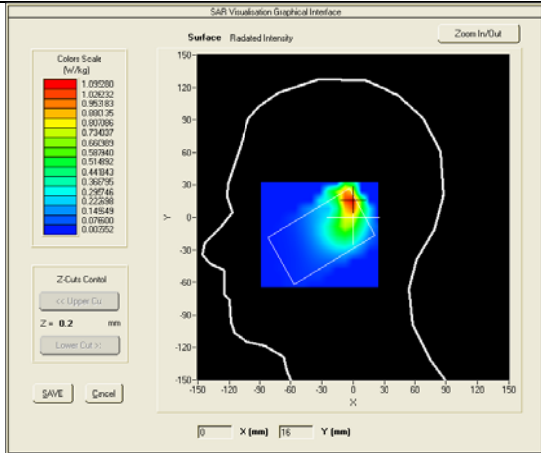 SAR Visualisation Graphical Interface
Surface Radiated Intensity
Zoom In/Out
Colors Scale
(W/kg)
1.095280
1.026232
0.953183
0.880135
0.807086
0.734037
0.660989
0.587940
0.514892
0.441843
0.368795
0.295746
0.222698
0.149649
0.076600
0.003552
Z-Cuts Contol
<< Upper Cu
Z = 0.2 mm
Lower Cut >
SAVE
Cancel
150
120
90
60
30
0
-30
-60
-90
-120
-150
Y
-150 -120 -90 -60 -30 0 30 60 90 120 150
X
0 X (mm) 16 Y (mm)